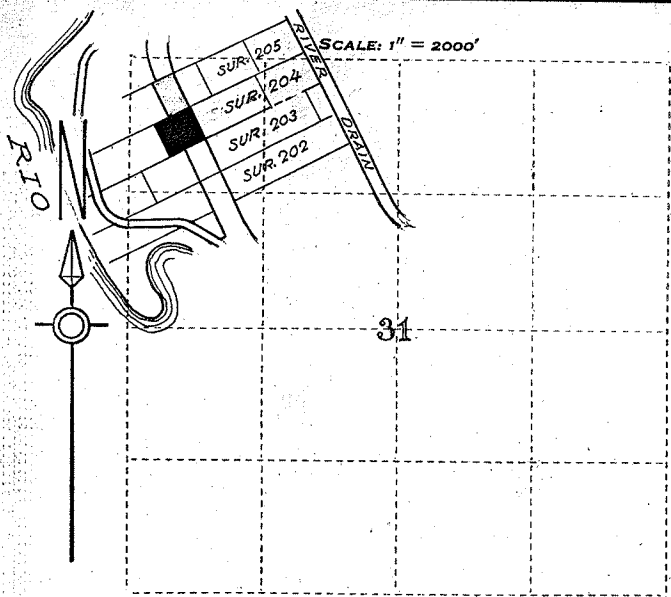 SCALE: 1" = 2000'
RIVER DRAIN
SUR. 205
SUR. 204
SUR. 203
SUR. 202
RIO
N
31